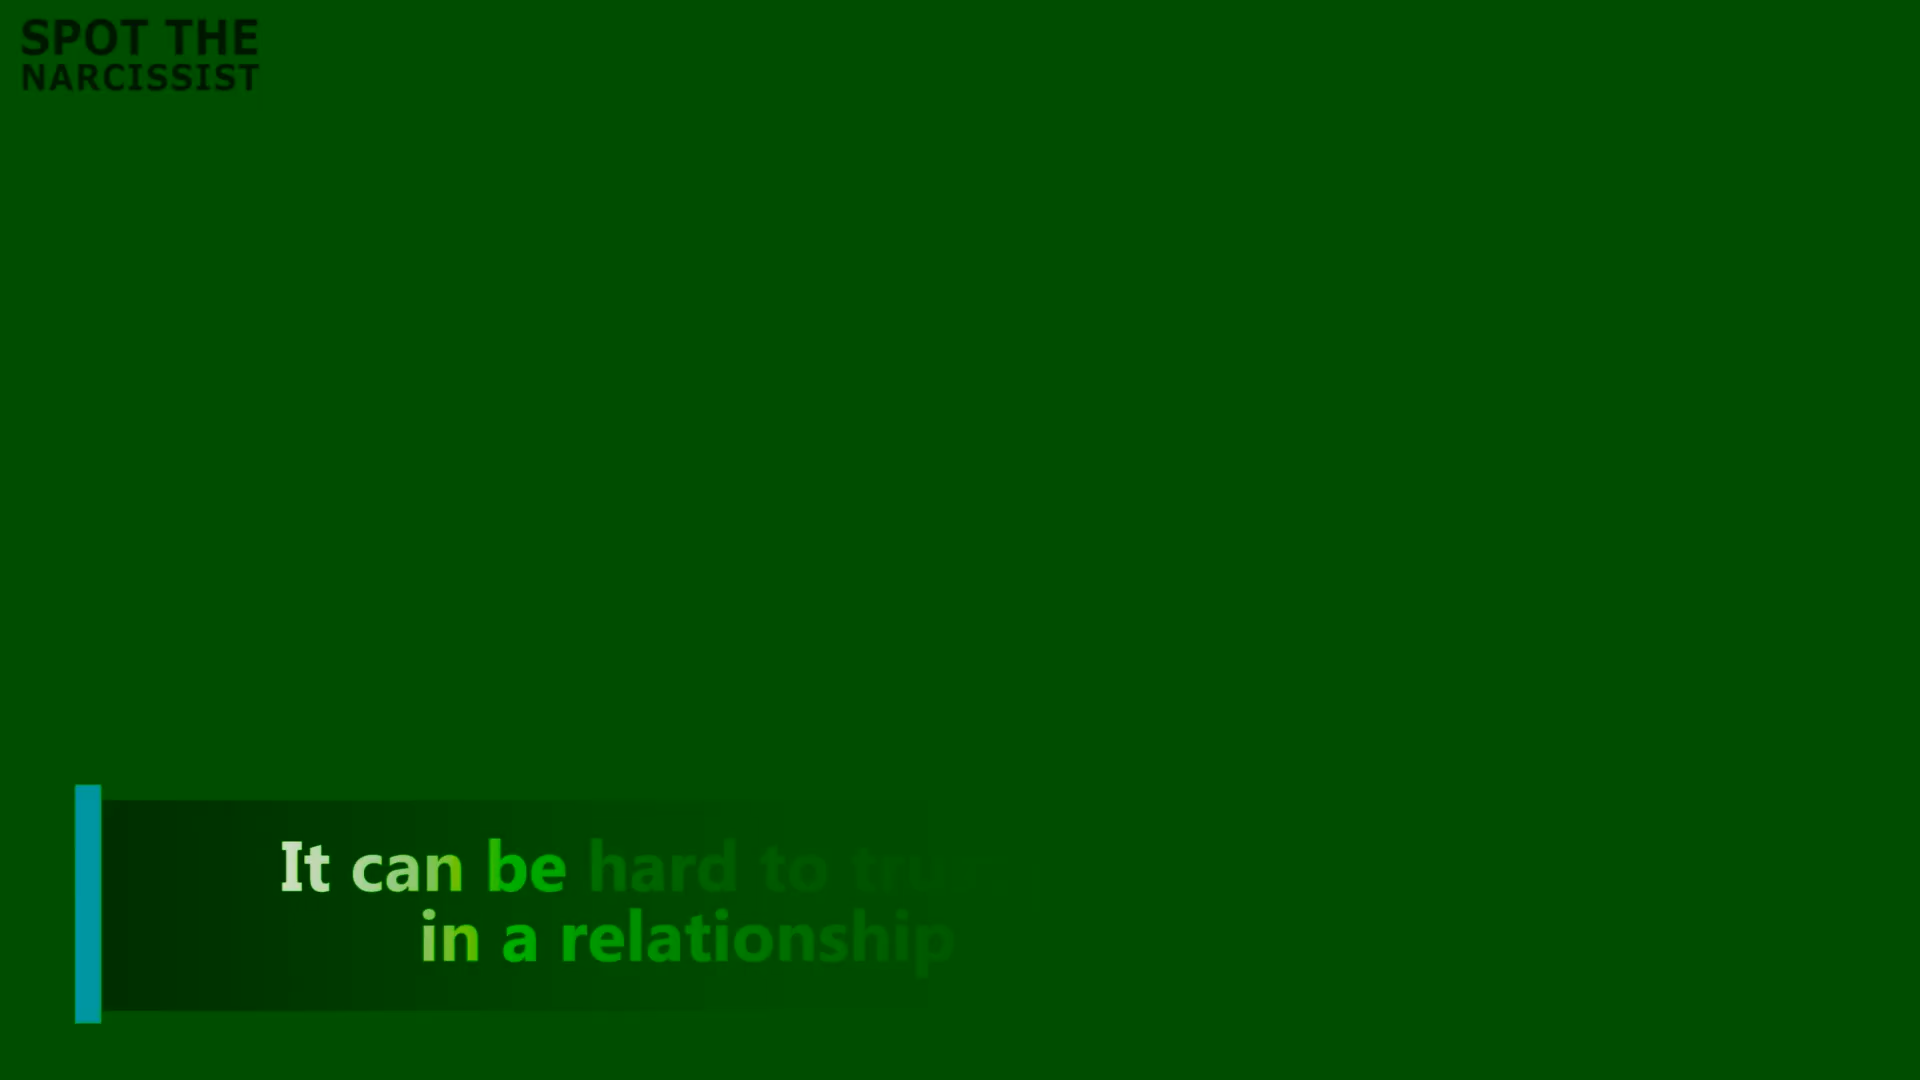 SPOT THE
NARCISSIST
It can be hard to
in a relationship